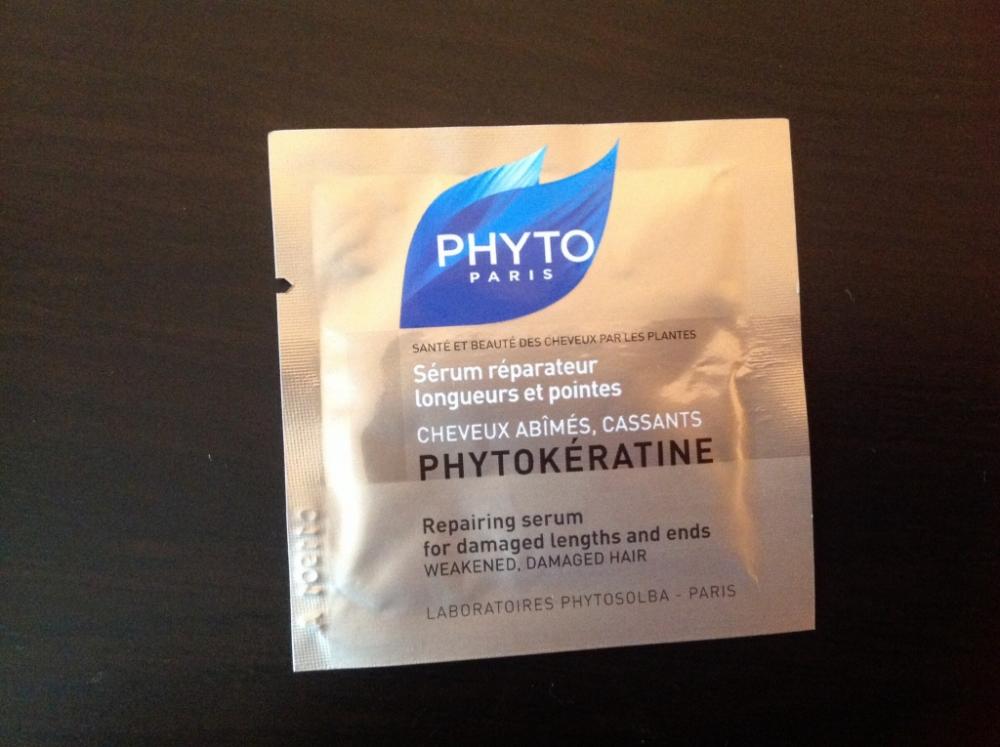 PHYTO
PARIS
SANTÉ ET BEAUTÉ DES CHEVEUX PAR LES PLANTES
Sérum réparateur
longueurs et pointes
CHEVEUX ABÎMÉS, CASSANTS
PHYTOKÉRATINE
Repairing serum
for damaged lengths and ends
WEAKENED, DAMAGED HAIR
LABORATOIRES PHYTOSOLBA - PARIS